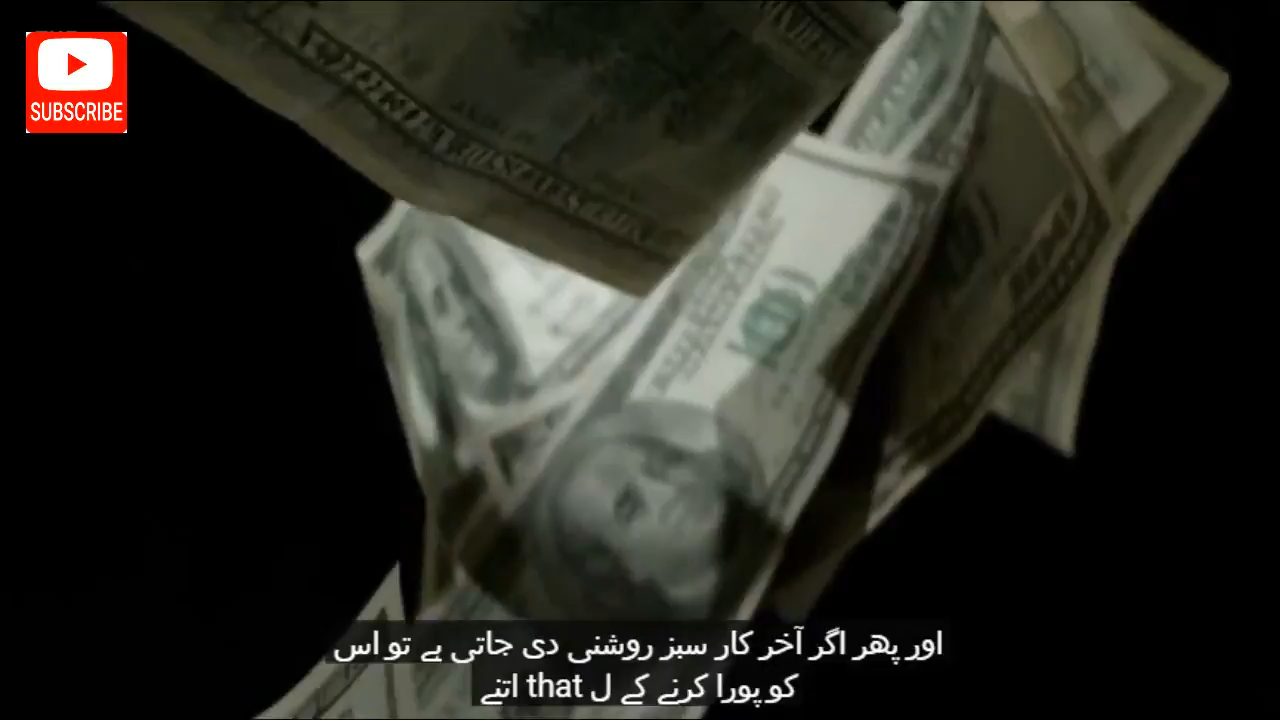 SUBSCRIBE
اور پھر اگر آخر کار سبز روشنی دی جاتی ہے تو اس
کو پورا کرنے کے ل that اتنے